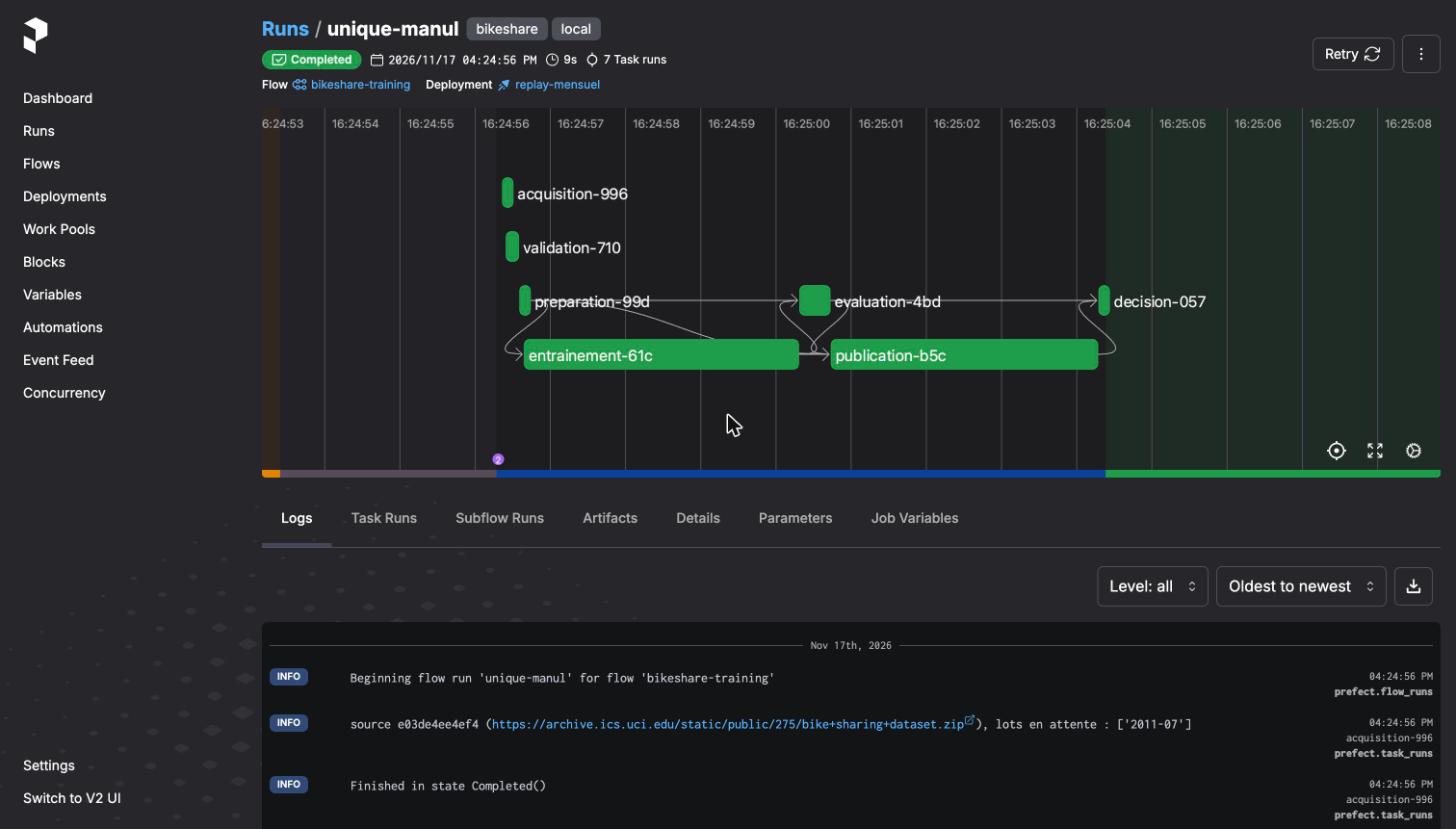 Runs / unique-manul bikeshare local
Completed 2026/11/17 04:24:56 PM 9s 7 Task runs
Retry
Flow bikeshare-training Deployment replay-mensuel
Dashboard
Runs
Flows
Deployments
Work Pools
Blocks
Variables
Automations
Event Feed
Concurrency
Settings
Switch to V2 UI
6:24:53 16:24:54 16:24:55 16:24:56 16:24:57 16:24:58 16:24:59 16:25:00 16:25:01 16:25:02 16:25:03 16:25:04 16:25:05 16:25:06 16:25:07 16:25:08
acquisition-996
validation-710
preparation-99d evaluation-4bd decision-057
entrainement-61c publication-b5c
2
Logs Task Runs Subflow Runs Artifacts Details Parameters Job Variables
Level: all Oldest to newest
Nov 17th, 2026
INFO Beginning flow run 'unique-manul' for flow 'bikeshare-training' 04:24:56 PM
prefect.flow_runs
INFO source e03de4ee4ef4 (https://archive.ics.uci.edu/static/public/275/bike+sharing+dataset.zip), lots en attente : ['2011-07'] 04:24:56 PM
acquisition-996
prefect.task_runs
INFO Finished in state Completed() 04:24:56 PM
acquisition-996
prefect.task_runs